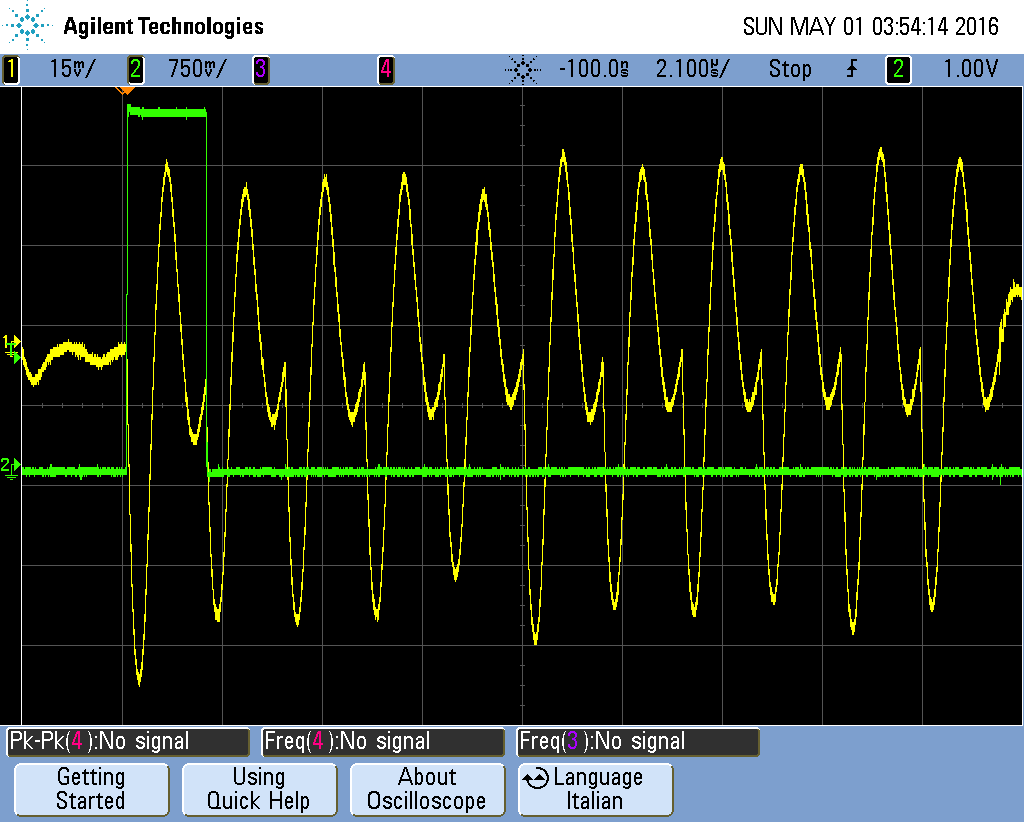 Agilent Technologies
SUN MAY 01 03:54:14 2016
1 15mV/ 2 750mV/ 3 4 -100.0ns 2.100us/ Stop 2 1.00V
1
2
Pk-Pk(4):No signal Freq(4):No signal Freq(3):No signal
Getting Started
Using Quick Help
About Oscilloscope
Language Italian